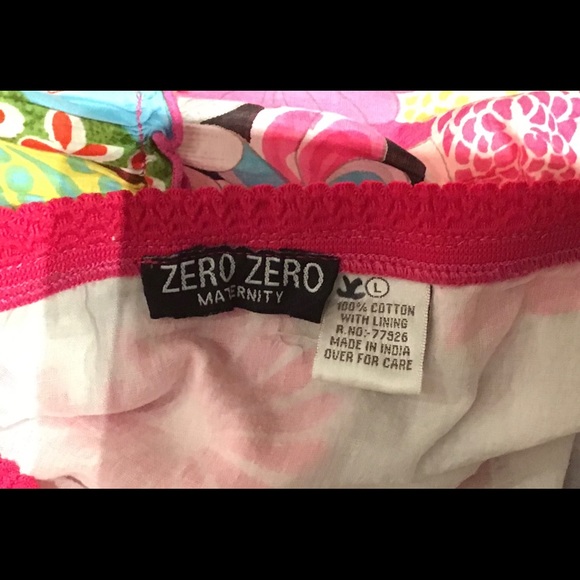 ZERO ZERO
MATERNITY
L
100% COTTON
WITH LINING
R.NO:-77926
MADE IN INDIA
OVER FOR CARE